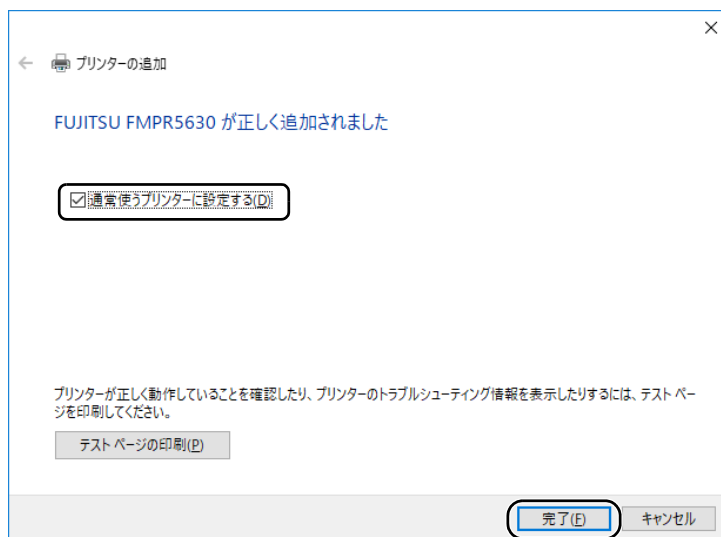 プリンターの追加
FUJITSU FMPR5630 が正しく追加されました
通常使うプリンターに設定する(D)
プリンターが正しく動作していることを確認したり、プリンターのトラブルシューティング情報を表示したりするには、テスト ペー
ジを印刷してください。
テスト ページの印刷(P)
完了(F)
キャンセル